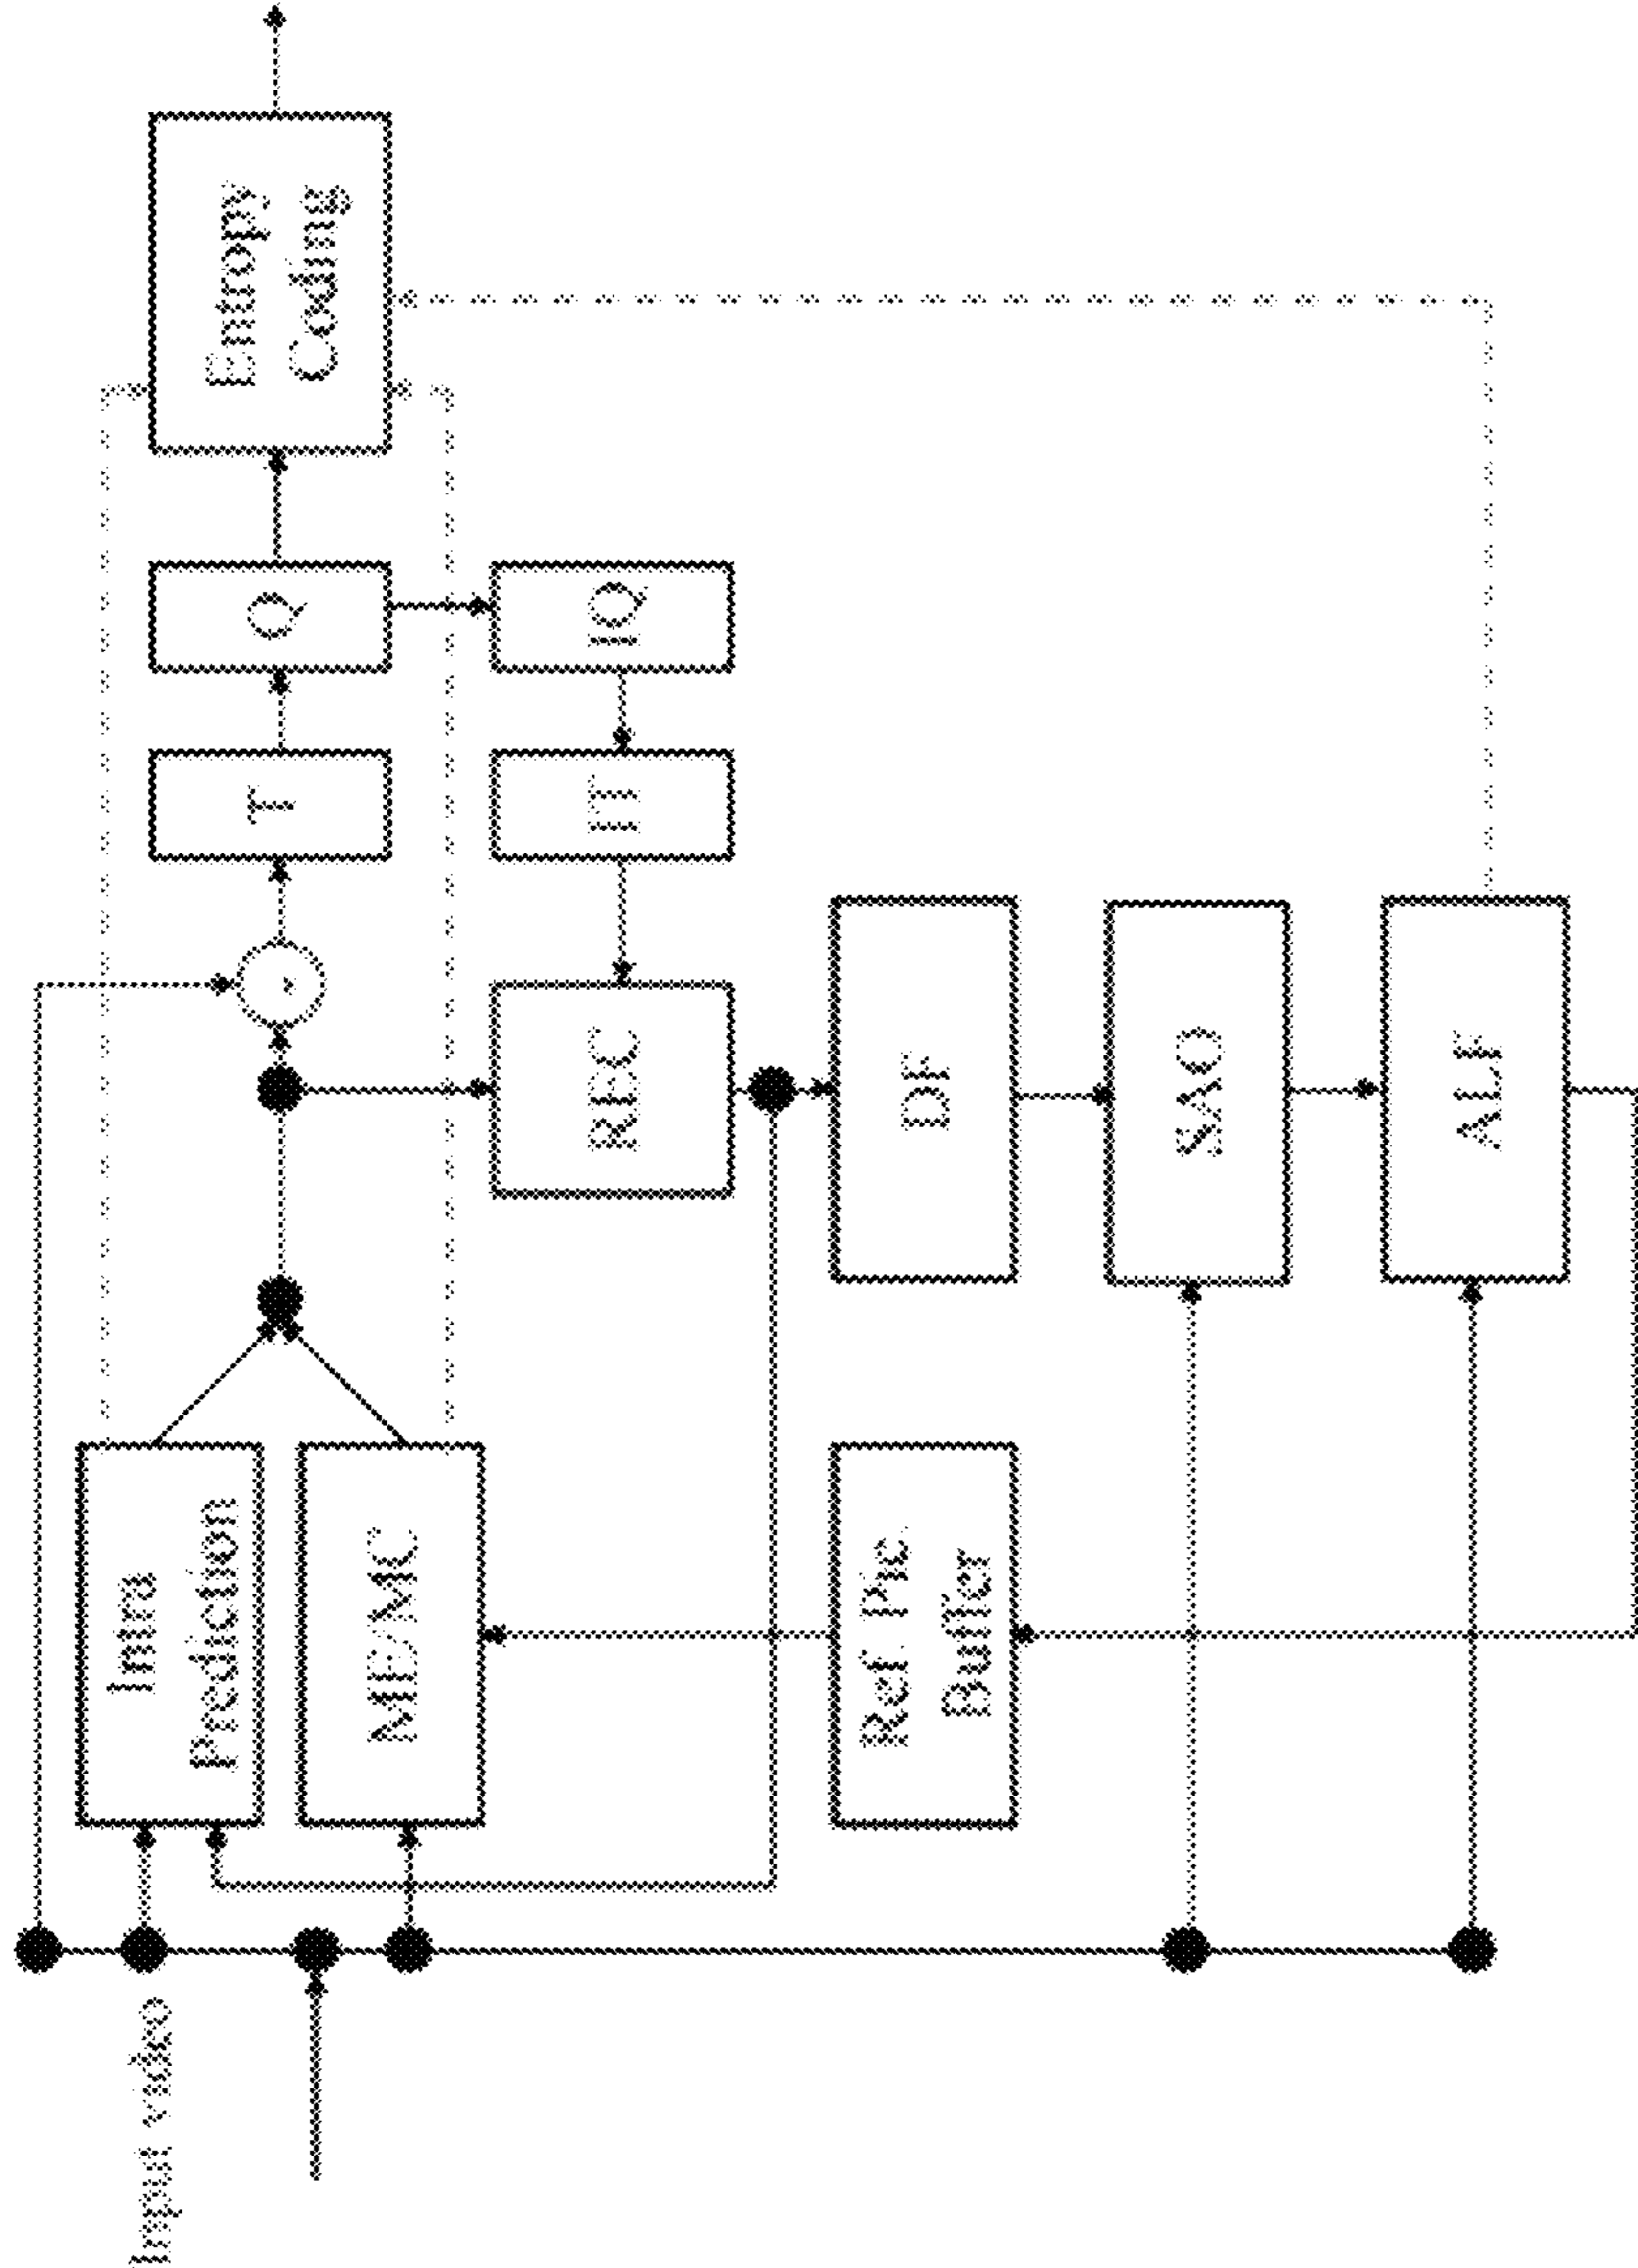 Input video
Intra
Prediction
ME/MC
-
T
Q
Entropy
Coding
REC
IT
IQ
Ref Pic
Buffer
DF
SAO
ALF